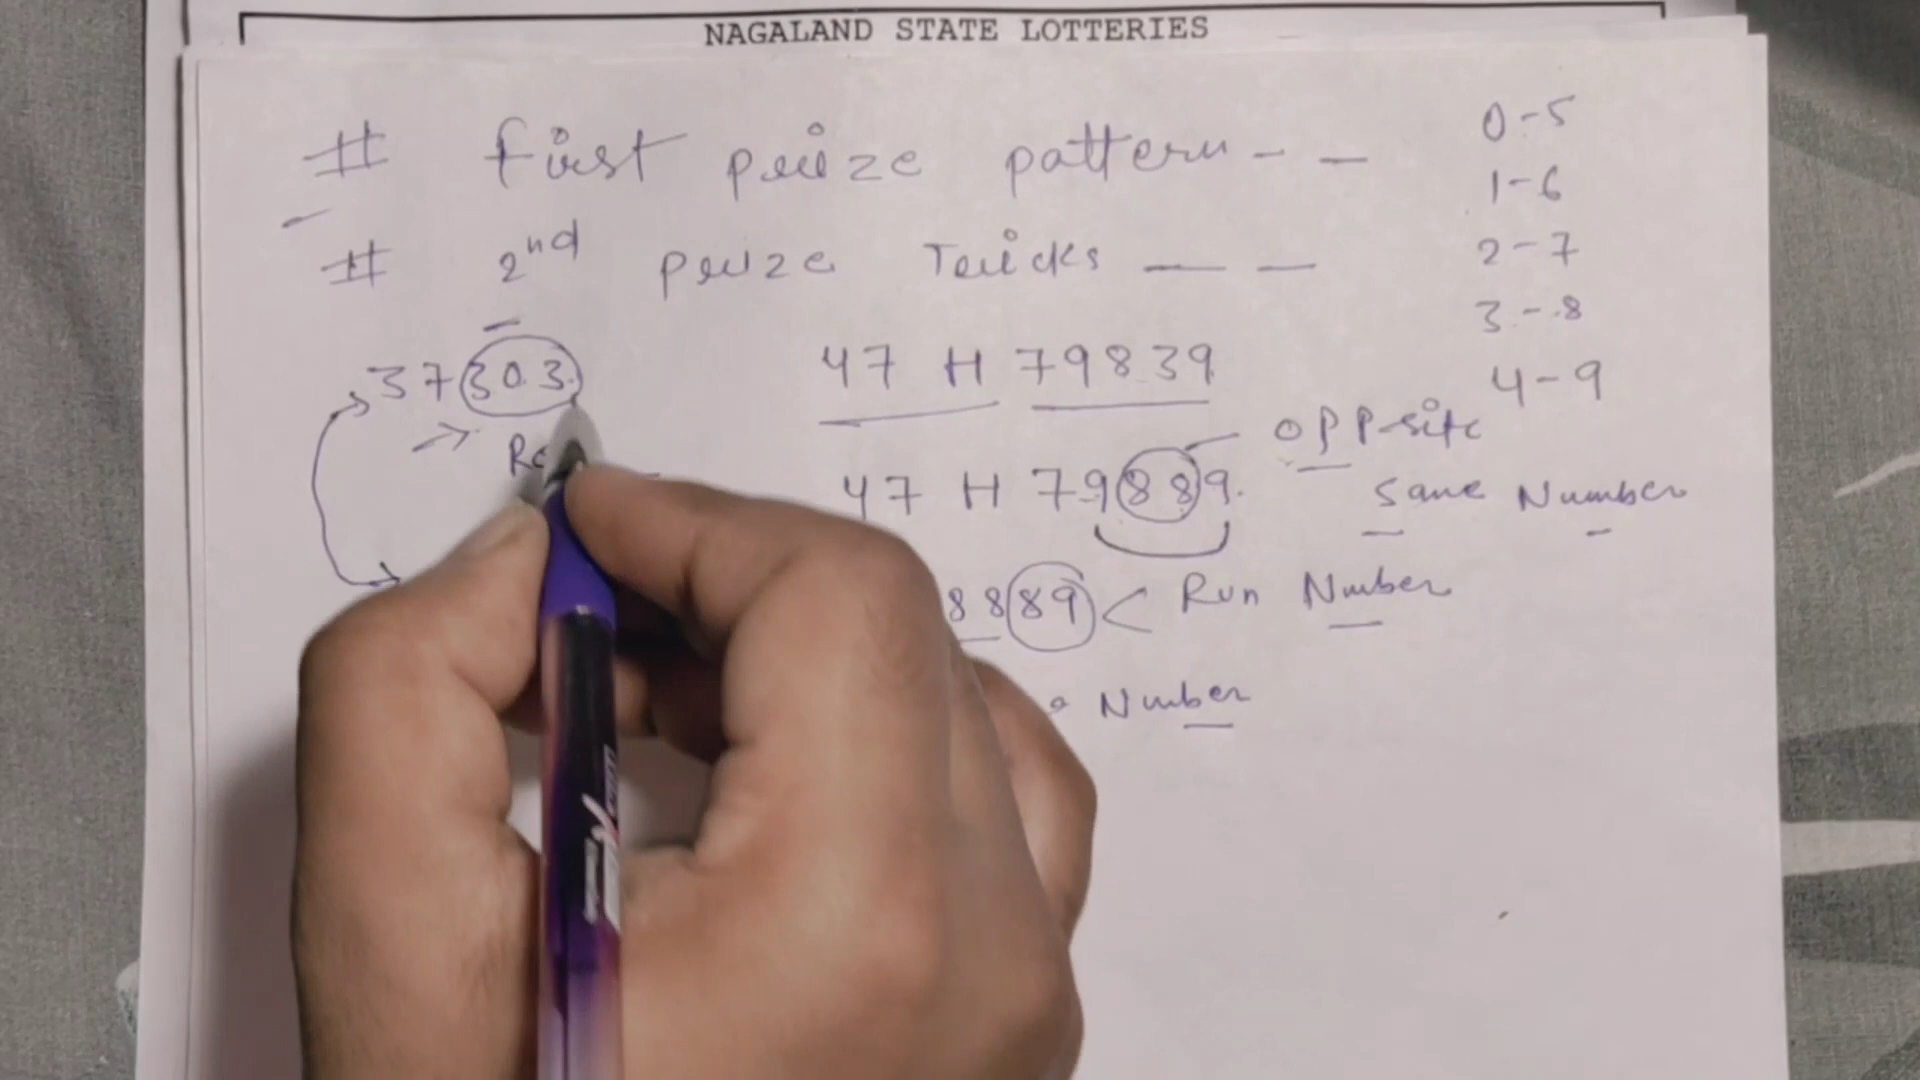 NAGALAND STATE LOTTERIES
# first prize pattern - -
# 2nd prize Tricks - -
0-5
1-6
2-7
3-8
4-9
37303
47 H 79839
47 H 79889.
opposite
Same Number
8889 < Run Number
Number